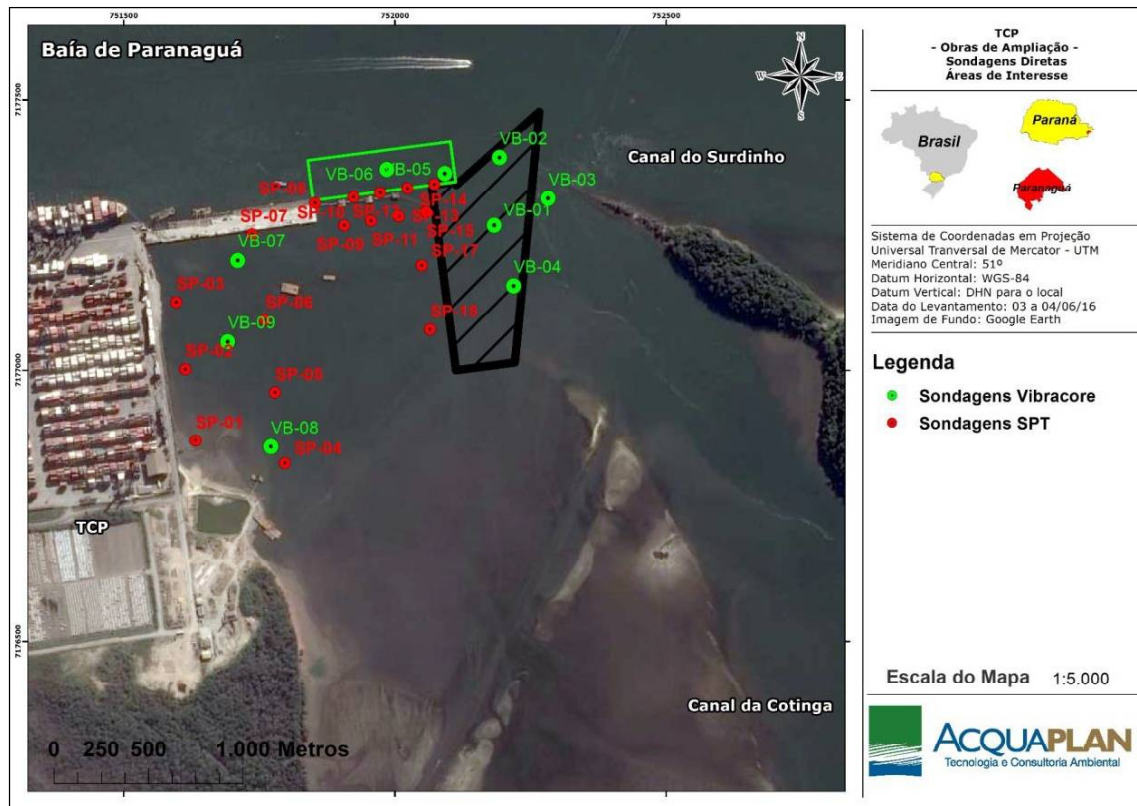 751500
752000
752500
7177500
7177000
7176500
Baía de Paranaguá
N
W
E
S
Canal do Surdinho
VB-02
VB-05
VB-06
VB-03
SP-08
SP-14
SP-07
SP-10
SP-12
SP-13
VB-01
SP-09
SP-11
SP-15
VB-07
SP-17
VB-04
SP-03
SP-06
SP-18
VB-09
SP-02
SP-05
SP-01
VB-08
SP-04
TCP
Canal da Cotinga
0 250 500 1.000 Metros
TCP
- Obras de Ampliação -
Sondagens Diretas
Áreas de Interesse
Brasil
Paraná
Paranaguá
Sistema de Coordenadas em Projeção
Universal Tranversal de Mercator - UTM
Meridiano Central: 51º
Datum Horizontal: WGS-84
Datum Vertical: DHN para o local
Data do Levantamento: 03 a 04/06/16
Imagem de Fundo: Google Earth
Legenda
Sondagens Vibracore
Sondagens SPT
Escala do Mapa 1:5.000
ACQUAPLAN
Tecnologia e Consultoria Ambiental